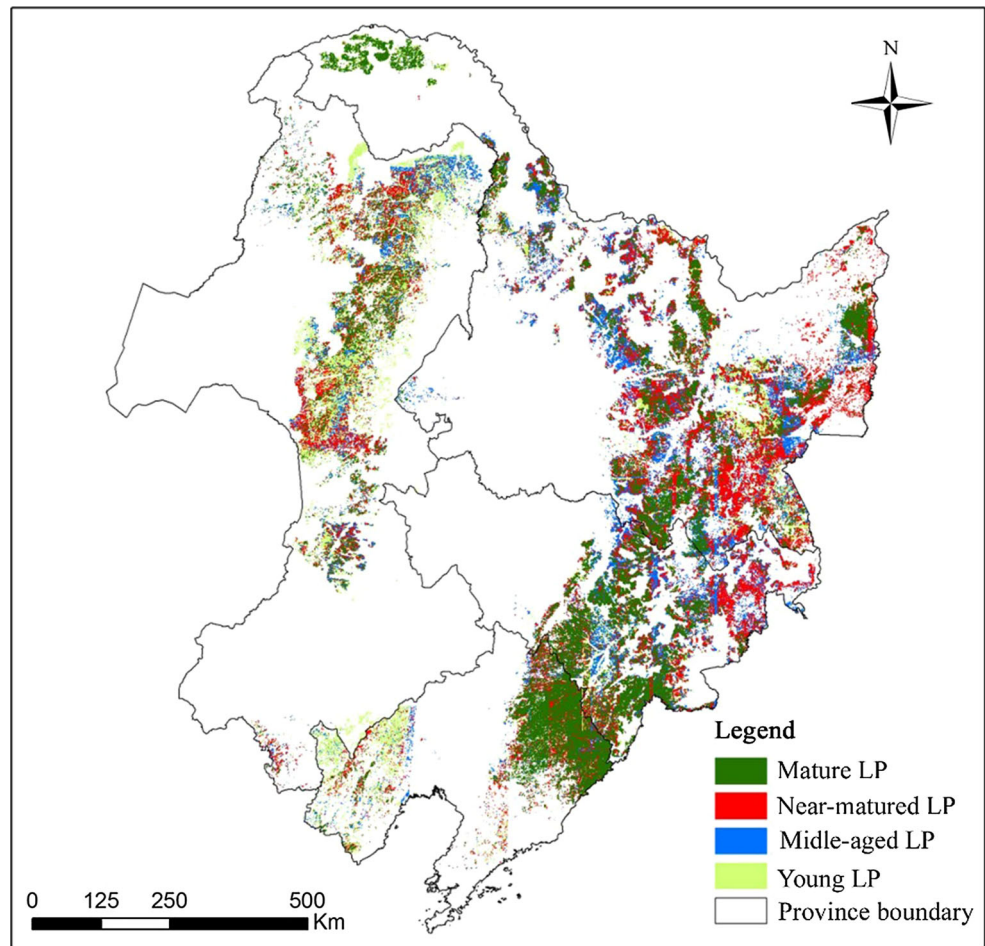 N
Legend
Mature LP
Near-matured LP
Midle-aged LP
Young LP
Province boundary
0 125 250 500
Km